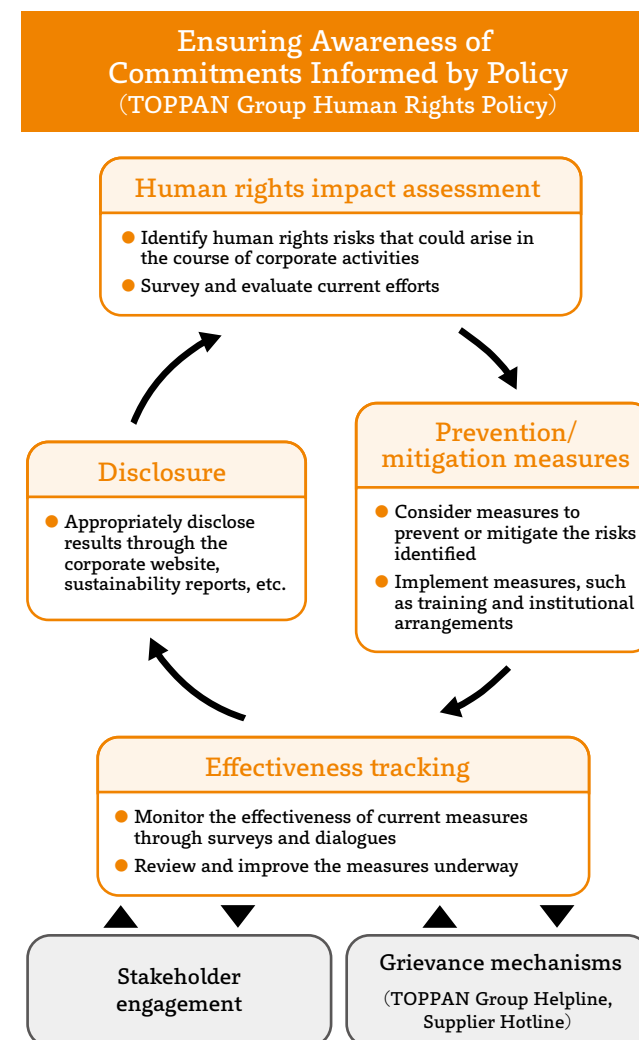 Ensuring Awareness of
Commitments Informed by Policy
(TOPPAN Group Human Rights Policy)
Human rights impact assessment
● Identify human rights risks that could arise in
the course of corporate activities
● Survey and evaluate current efforts
Prevention/
mitigation measures
● Consider measures to
prevent or mitigate the risks
identified
● Implement measures, such
as training and institutional
arrangements
Effectiveness tracking
● Monitor the effectiveness of current measures
through surveys and dialogues
● Review and improve the measures underway
Disclosure
● Appropriately disclose
results through the
corporate website,
sustainability reports, etc.
Stakeholder
engagement
Grievance mechanisms
(TOPPAN Group Helpline,
Supplier Hotline)